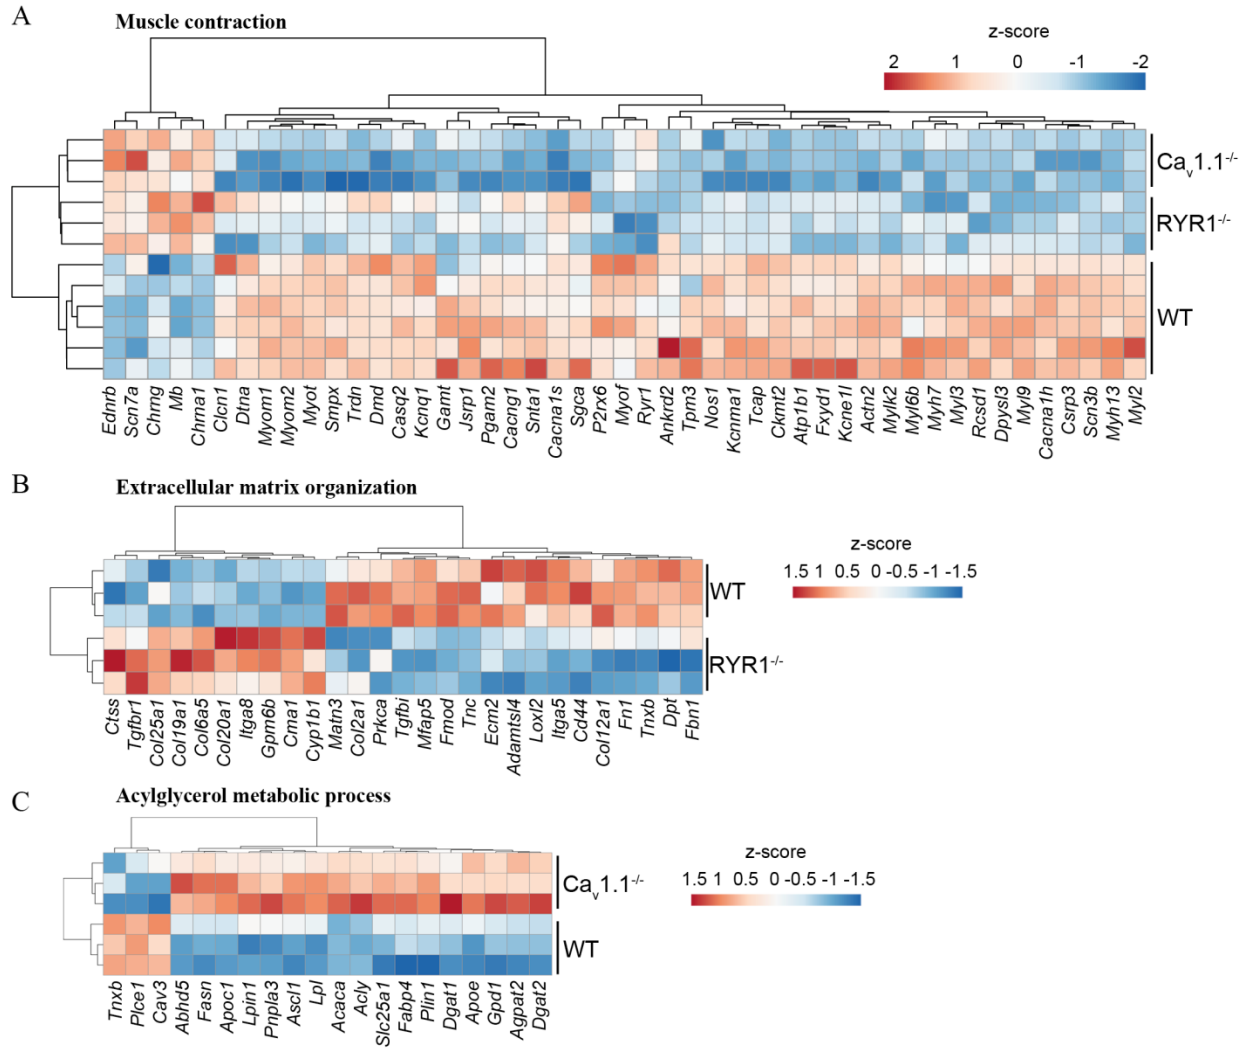 A
Muscle contraction
z-score
2 1 0 -1 -2
Cav1.1-/-
RYR1-/-
WT
Ednrb Scn7a Chrng Mb Chrna1 Clcn1 Dtna Myom1 Myom2 Myot Smpx Trdn Dmd Casq2 Kcnq1 Gamt Jsrp1 Pgam2 Cacng1 Snta1 Cacna1s Sgca P2rx6 Myof Ryr1 Ankrd2 Tpm3 Nos1 Kcnma1 Tcap Ckmt2 Atp1b1 Fxyd1 Kcne1l Actn2 Mylk2 Myl6b Myh7 Myl3 Rcsd1 Dpysl3 Myl9 Cacna1h Csrp3 Scn3b Myh13 Myl2
B
Extracellular matrix organization
z-score
1.5 1 0.5 0 -0.5 -1 -1.5
WT
RYR1-/-
Ctss Tgfbr1 Col25a1 Col19a1 Col6a5 Col20a1 Itga8 Gpm6b Cma1 Cyp1b1 Matn3 Col2a1 Prkca Tgfbi Mfap5 Fmod Tnc Ecm2 Adamtsl4 Loxl2 Itga5 Cd44 Col12a1 Fn1 Tnxb Dpt Fbn1
C
Acylglycerol metabolic process
z-score
1.5 1 0.5 0 -0.5 -1 -1.5
Cav1.1-/-
WT
Tnxb Plce1 Cav3 Abhd5 Fasn Apoc1 Lpin1 Pnpla3 Ascl1 Lpl Acaca Acly Slc25a1 Fabp4 Plin1 Dgat1 Apoe Gpd1 Agpat2 Dgat2